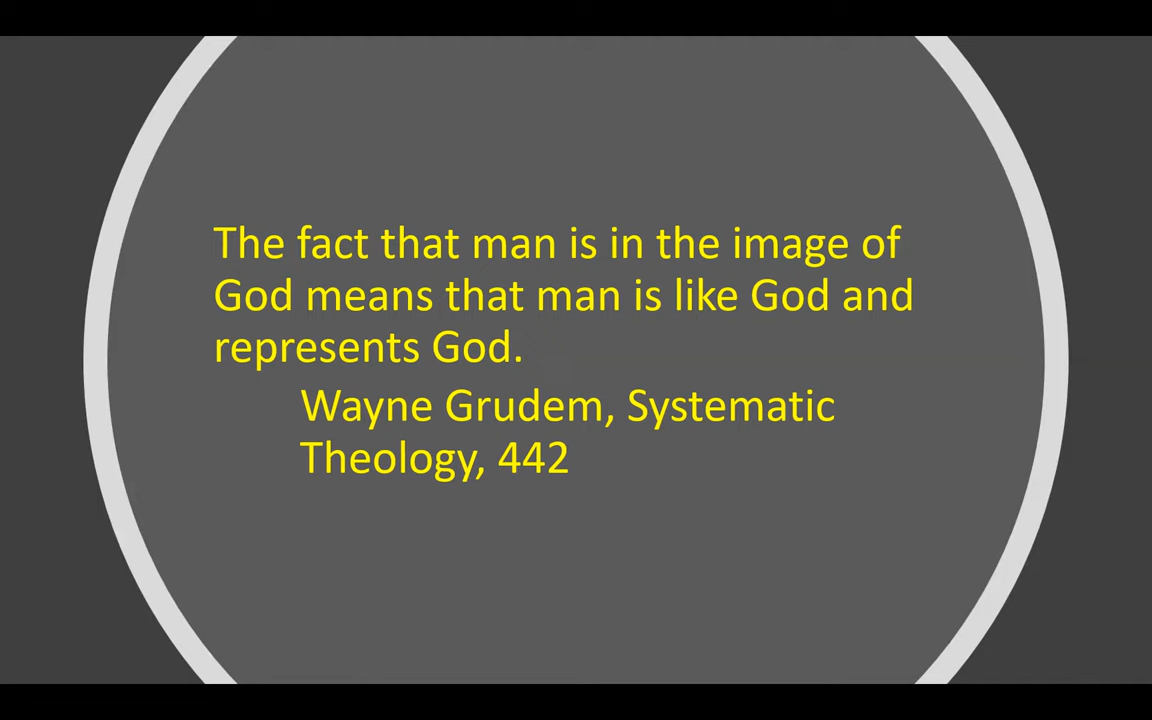 The fact that man is in the image of
God means that man is like God and
represents God.
Wayne Grudem, Systematic
Theology, 442